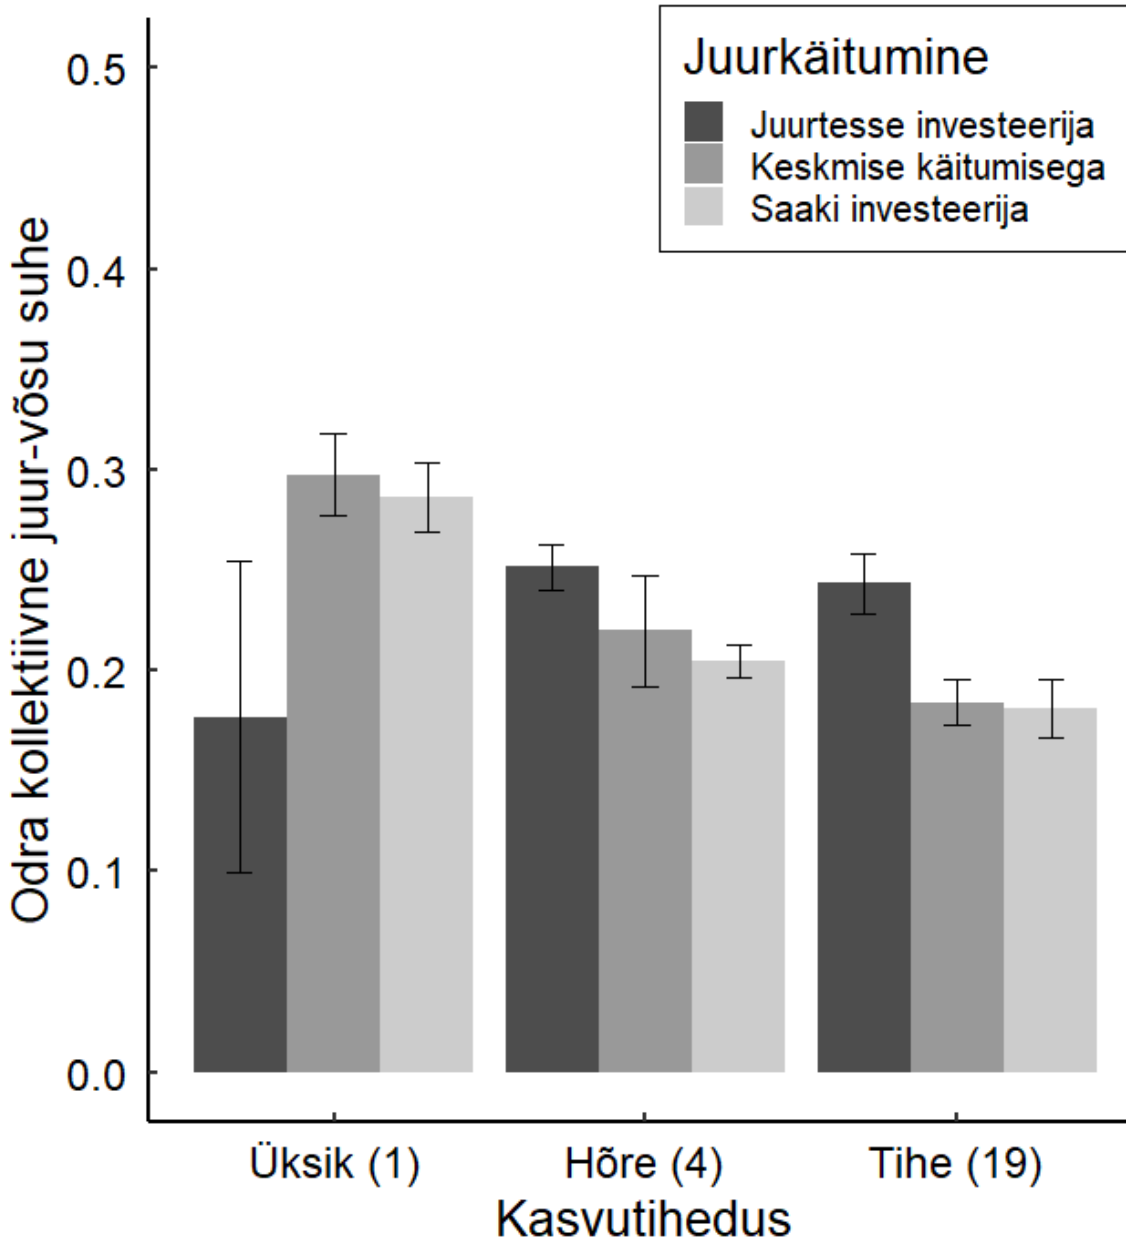 Juurkäitumine
Juurtesse investeerija
Keskmise käitumisega
Saaki investeerija
Odra kollektiivne juur-võsu suhe
0.5
0.4
0.3
0.2
0.1
0.0
Üksik (1)
Hõre (4)
Tihe (19)
Kasvutihedus